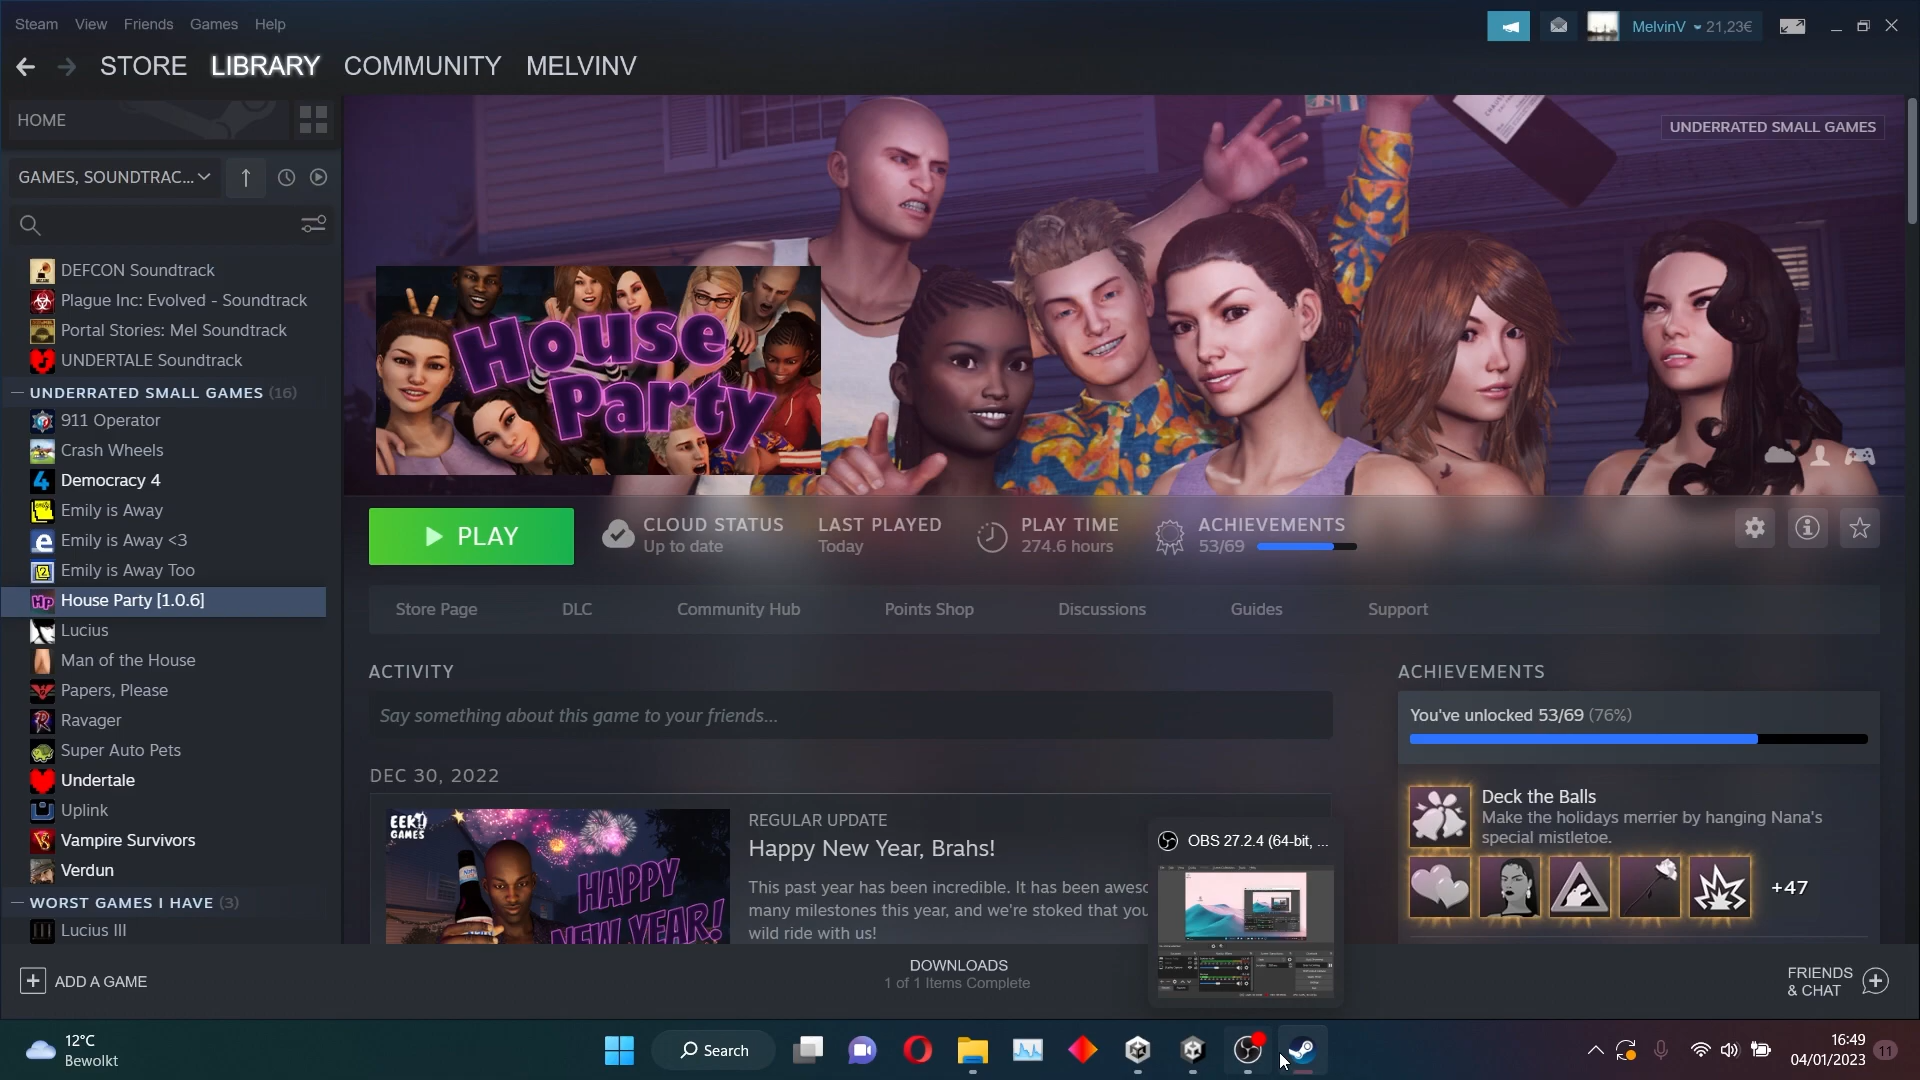 Steam View Friends Games Help
MelvinV 21,23€
STORE LIBRARY COMMUNITY MELVINV
HOME
UNDERRATED SMALL GAMES
GAMES, SOUNDTRAC...
DEFCON Soundtrack
Plague Inc: Evolved - Soundtrack
Portal Stories: Mel Soundtrack
UNDERTALE Soundtrack
UNDERRATED SMALL GAMES (16)
911 Operator
Crash Wheels
Democracy 4
Emily is Away
Emily is Away <3
Emily is Away Too
House Party [1.0.6]
Lucius
Man of the House
Papers, Please
Ravager
Super Auto Pets
Undertale
Uplink
Vampire Survivors
Verdun
WORST GAMES I HAVE (3)
Lucius III
House
Party
PLAY
CLOUD STATUS
Up to date
LAST PLAYED
Today
PLAY TIME
274.6 hours
ACHIEVEMENTS
53/69
Store Page DLC Community Hub Points Shop Discussions Guides Support
ACTIVITY
Say something about this game to your friends...
DEC 30, 2022
EEK!
GAMES
HAPPY
NEW YEAR!
REGULAR UPDATE
Happy New Year, Brahs!
This past year has been incredible. It has been aweso
many milestones this year, and we're stoked that you
wild ride with us!
ACHIEVEMENTS
You've unlocked 53/69 (76%)
Deck the Balls
Make the holidays merrier by hanging Nana's
special mistletoe.
+47
OBS 27.2.4 (64-bit, ...
ADD A GAME
DOWNLOADS
1 of 1 Items Complete
FRIENDS
& CHAT
12°C
Bewolkt
Search
16:49
04/01/2023
11